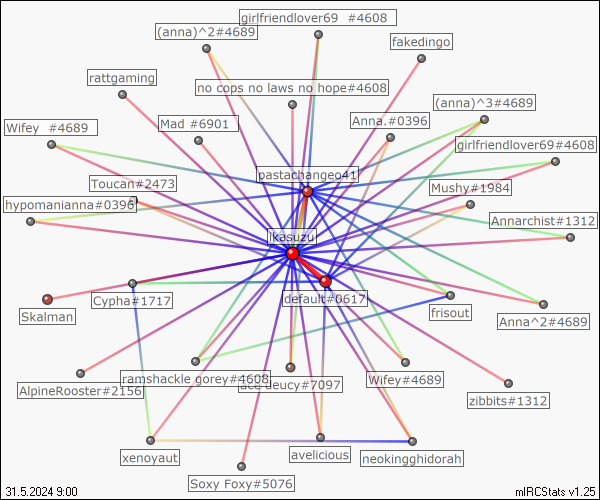 girlfriendlover69 #4608
(anna)^2#4689
fakedingo
rattgaming
no cops no laws no hope#4608
(anna)^3#4689
Wifey #4689
Mad #6901
Anna.#0396
girlfriendlover69#4608
pastachangeo41
Toucan#2473
Mushy#1984
hypomanianna#0396
Annarchist#1312
ikasuzu
Cypha#1717
default#0617
Skalman
frisout
Anna^2#4689
ramshackle gorey#4608
ace deucy#7097
Wifey#4689
AlpineRooster#2156
zibbits#1312
xenoyaut
avelicious
neokingghidorah
Soxy Foxy#5076
31.5.2024 9:00
mIRCStats v1.25